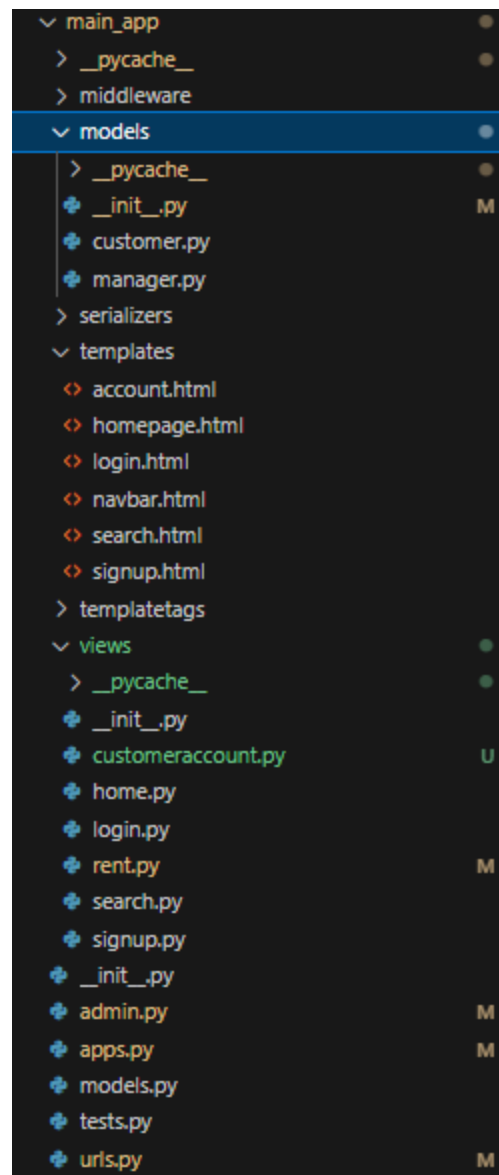 main_app
__pycache__
middleware
models
__pycache__
__init__.py M
customer.py
manager.py
serializers
templates
account.html
homepage.html
login.html
navbar.html
search.html
signup.html
templatetags
views
__pycache__
__init__.py
customeraccount.py U
home.py
login.py
rent.py M
search.py
signup.py
__init__.py
admin.py M
apps.py M
models.py
tests.py
urls.py M